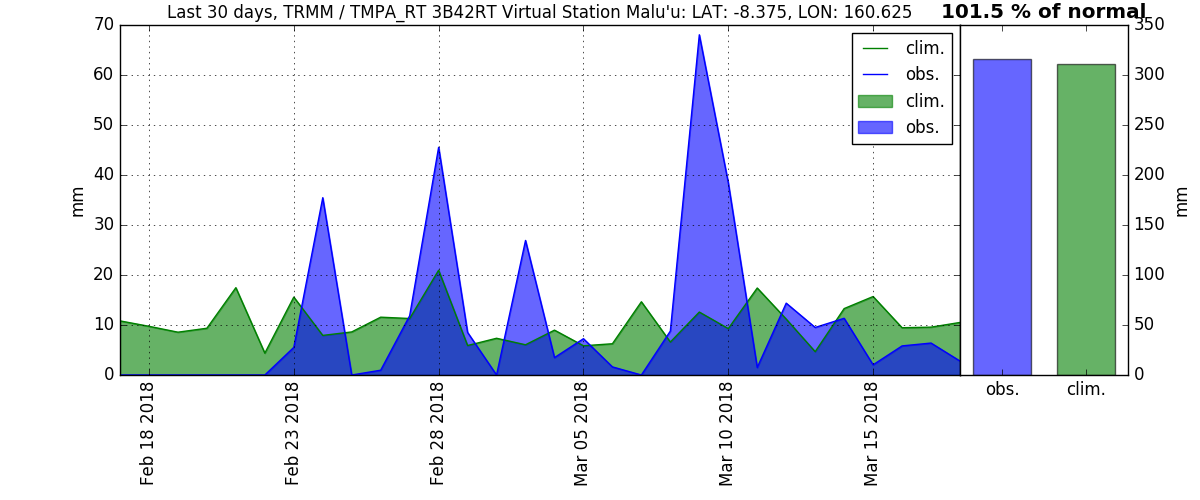 Last 30 days, TRMM / TMPA_RT 3B42RT Virtual Station Malu'u: LAT: -8.375, LON: 160.625
101.5 % of normal
70
60
50
40
30
20
10
0
mm
clim.
obs.
clim.
obs.
Feb 18 2018
Feb 23 2018
Feb 28 2018
Mar 05 2018
Mar 10 2018
Mar 15 2018
350
300
250
200
150
100
50
0
mm
obs.
clim.